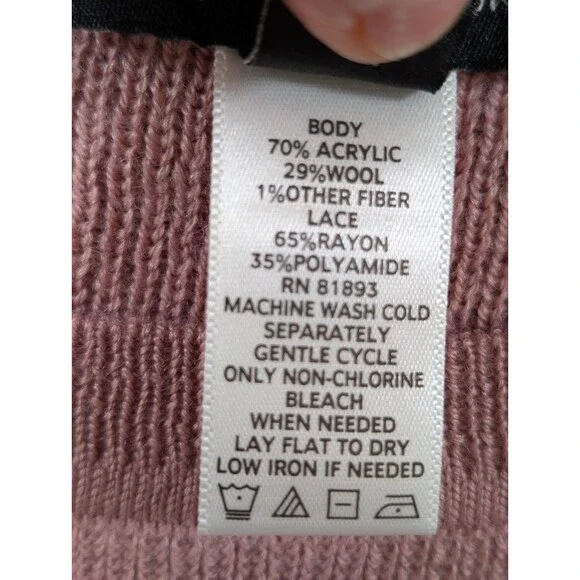 BODY
70% ACRYLIC
29%WOOL
1%OTHER FIBER
LACE
65%RAYON
35%POLYAMIDE
RN 81893
MACHINE WASH COLD
SEPARATELY
GENTLE CYCLE
ONLY NON-CHLORINE
BLEACH
WHEN NEEDED
LAY FLAT TO DRY
LOW IRON IF NEEDED